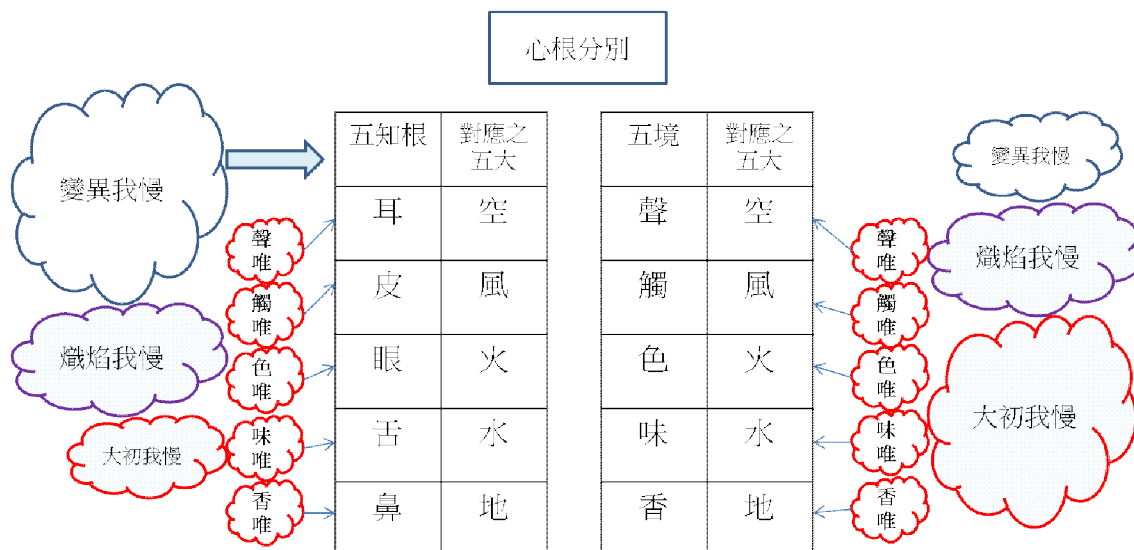 心根分別
變異我慢
熾焰我慢
大初我慢
聲唯
觸唯
色唯
味唯
香唯
五知根 對應之五大
耳 空
皮 風
眼 火
舌 水
鼻 地
五境 對應之五大
聲 空
觸 風
色 火
味 水
香 地
聲唯
觸唯
色唯
味唯
香唯
變異我慢
熾焰我慢
大初我慢